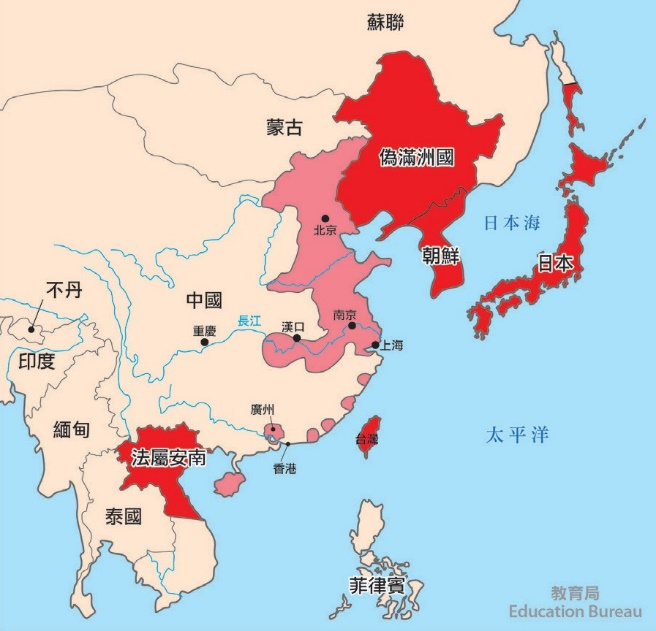 蘇聯
蒙古
偽滿洲國
北京
日本海
朝鮮
日本
不丹
中國
長江
漢口
南京
重慶
上海
印度
緬甸
廣州
太平洋
台灣
法屬安南
香港
泰國
菲律賓
教育局
Education Bureau